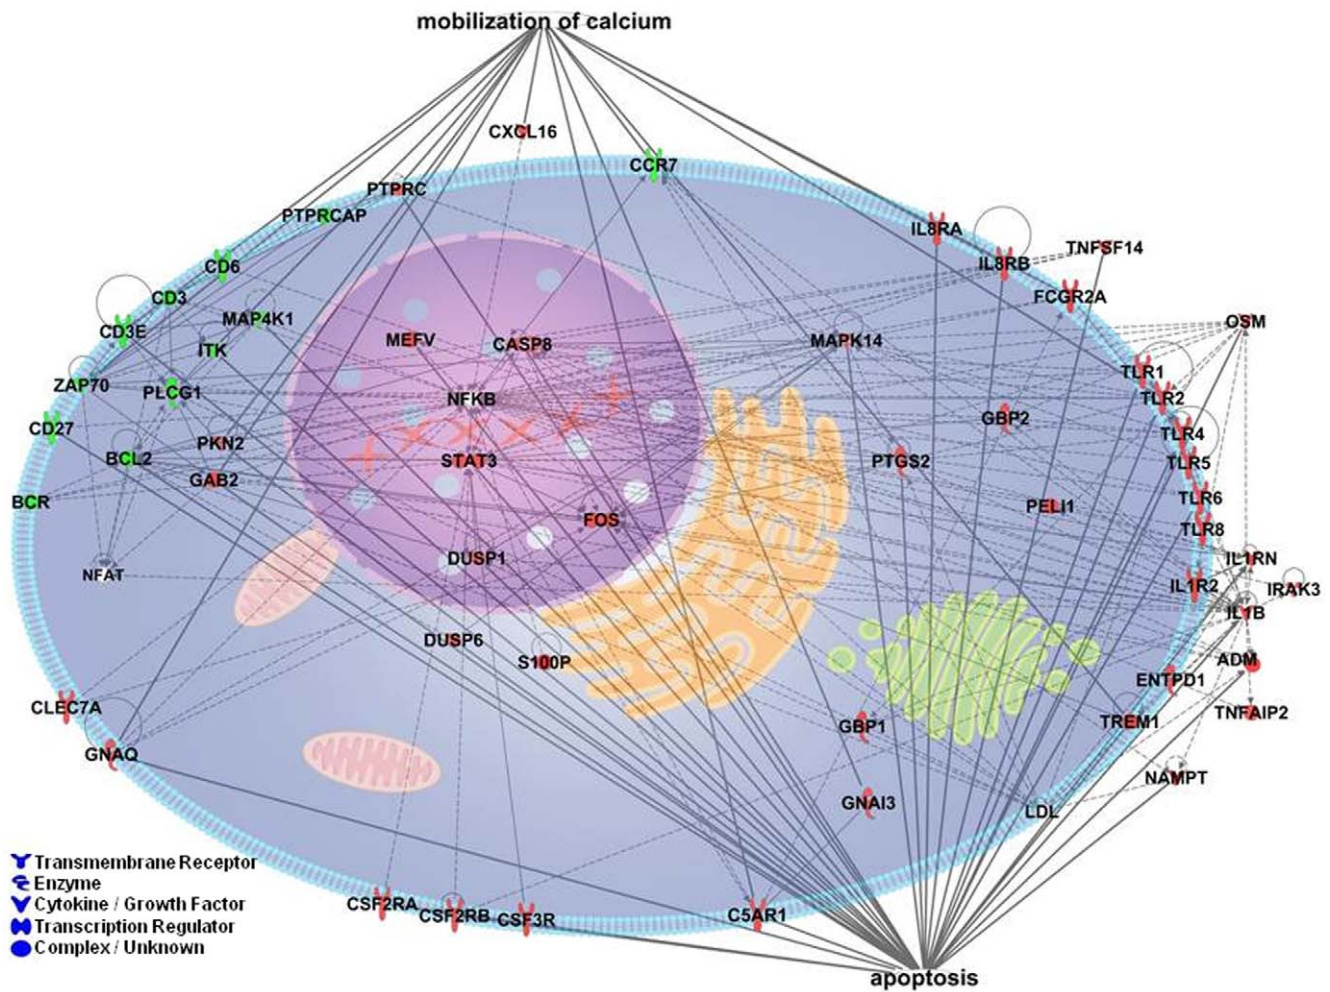 mobilization of calcium
CXCL16
CCR7
PTPRC
PTPRCAP
IL8RA
IL8RB
TNFSF14
CD6
CD3
FCGR2A
MAP4K1
CD3E
OSM
MEFV
CASP8
MAPK14
ITK
ZAP70
PLCG1
TLR1
TLR2
NFKB
GBP2
CD27
PKN2
TLR4
BCL2
STAT3
PTGS2
TLR5
GAB2
BCR
TLR6
PELI1
FOS
TLR8
DUSP1
IL1RN
NFAT
IL1R2
IRAK3
IL1B
DUSP6
S100P
ADM
ENTPD1
CLEC7A
TNFAIP2
TREM1
GBP1
GNAQ
NAMPT
GNAI3
LDL
Transmembrane Receptor
Enzyme
Cytokine / Growth Factor
CSF2RA
CSF2RB
CSF3R
C5AR1
Transcription Regulator
Complex / Unknown
apoptosis